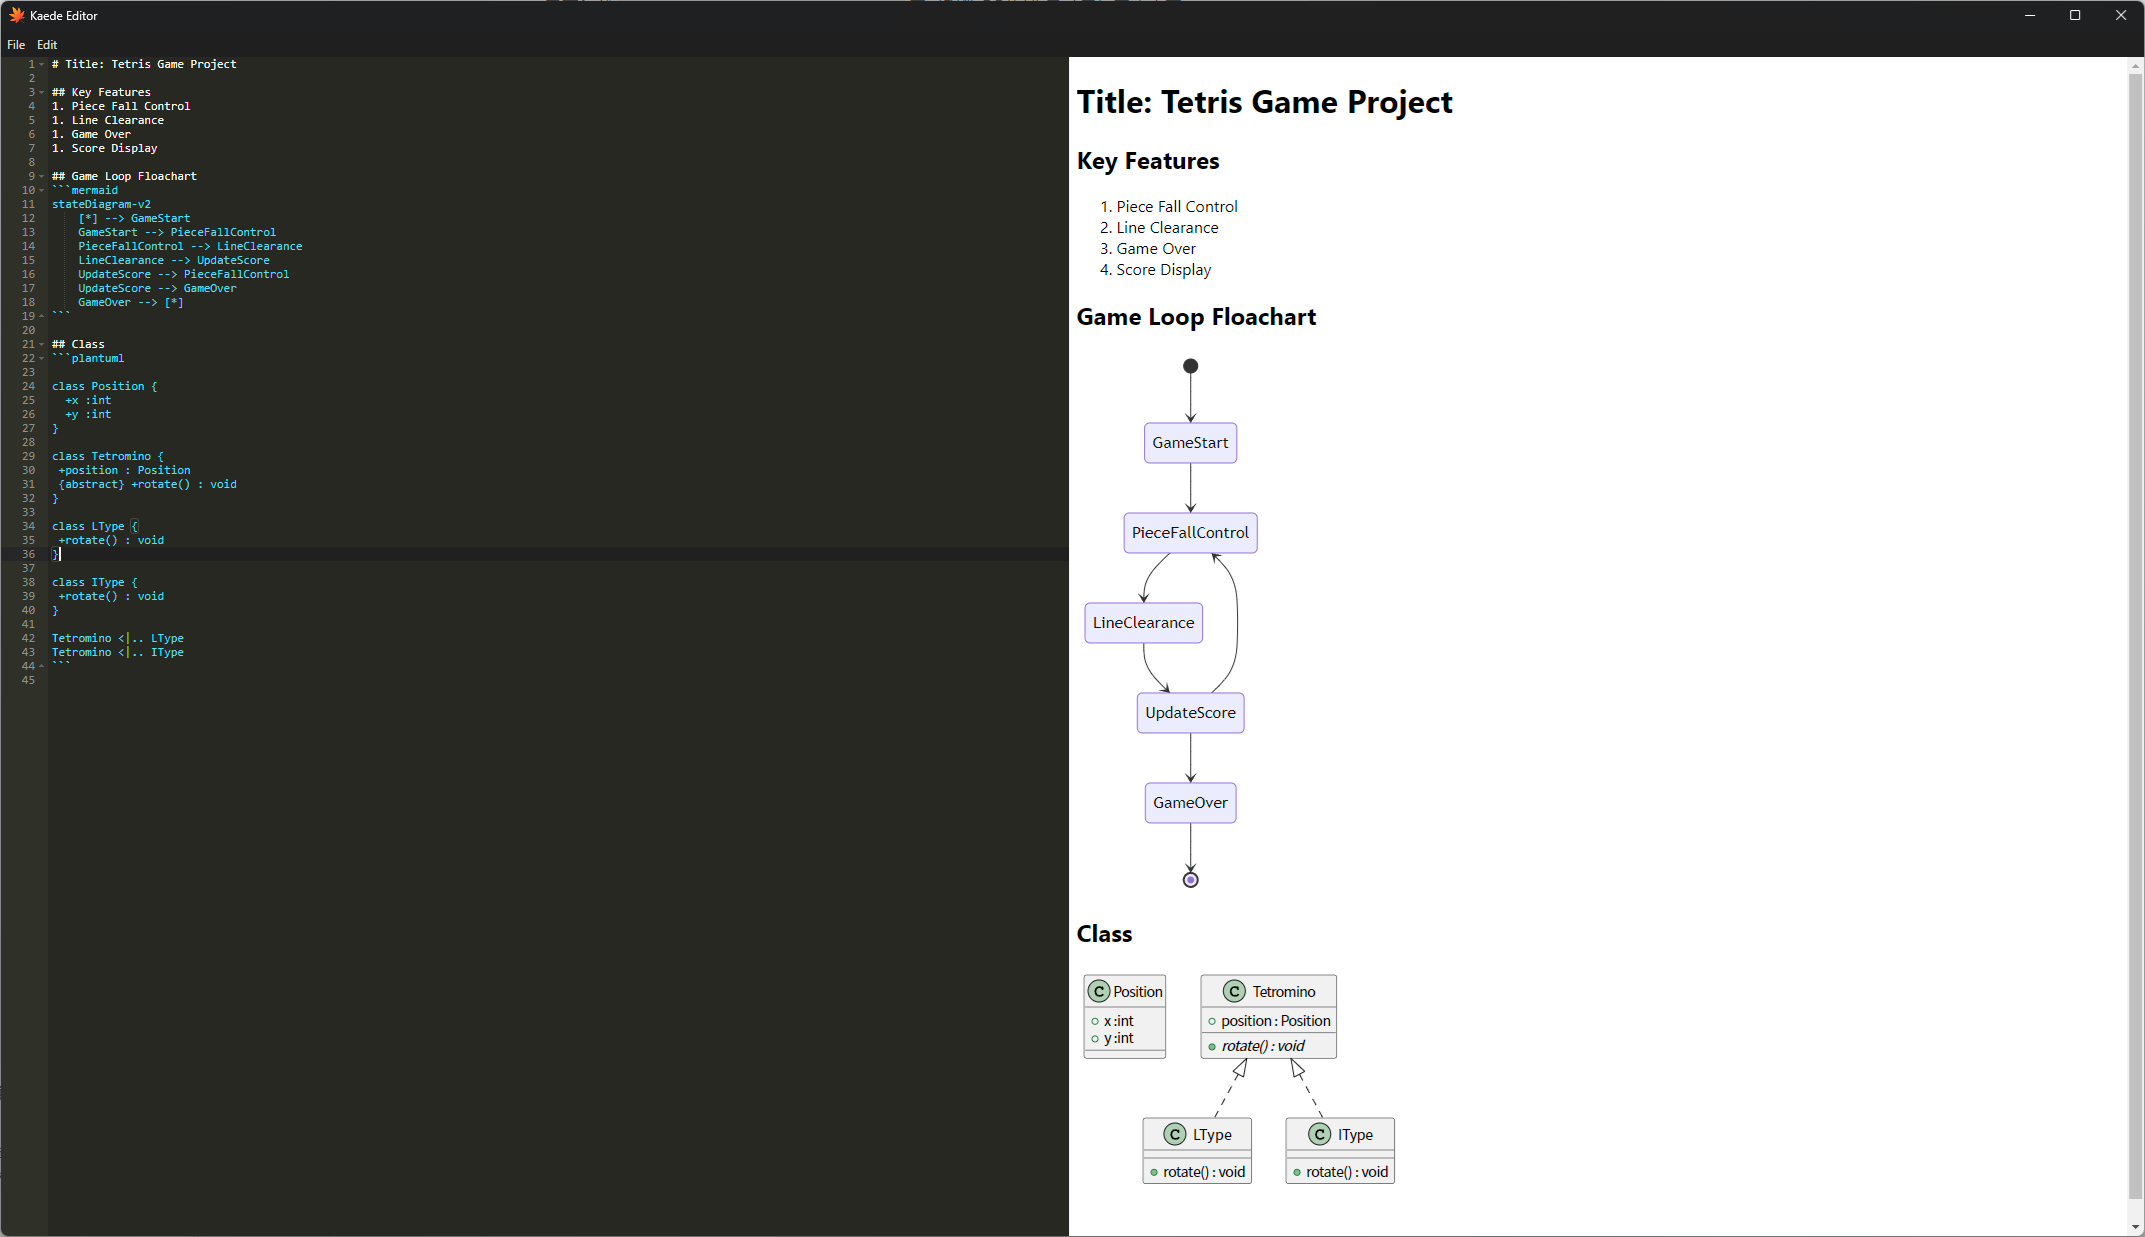 Kaede Editor
File Edit
1 # Title: Tetris Game Project
2
3 ## Key Features
4 1. Piece Fall Control
5 1. Line Clearance
6 1. Game Over
7 1. Score Display
8
9 ## Game Loop Floachart
10 ```mermaid
11 stateDiagram-v2
12     [*] --> GameStart
13     GameStart --> PieceFallControl
14     PieceFallControl --> LineClearance
15     LineClearance --> UpdateScore
16     UpdateScore --> PieceFallControl
17     UpdateScore --> GameOver
18     GameOver --> [*]
19 ```
20
21 ## Class
22 ```plantuml
23
24 class Position {
25   +x :int
26   +y :int
27 }
28
29 class Tetromino {
30  +position : Position
31  {abstract} +rotate() : void
32 }
33
34 class LType {
35  +rotate() : void
36 }
37
38 class IType {
39  +rotate() : void
40 }
41
42 Tetromino <|.. LType
43 Tetromino <|.. IType
44 ```
45
Title: Tetris Game Project
Key Features
1. Piece Fall Control
2. Line Clearance
3. Game Over
4. Score Display
Game Loop Floachart
GameStart
PieceFallControl
LineClearance
UpdateScore
GameOver
Class
C Position
x :int
y :int
C Tetromino
position : Position
rotate() : void
C LType
rotate() : void
C IType
rotate() : void